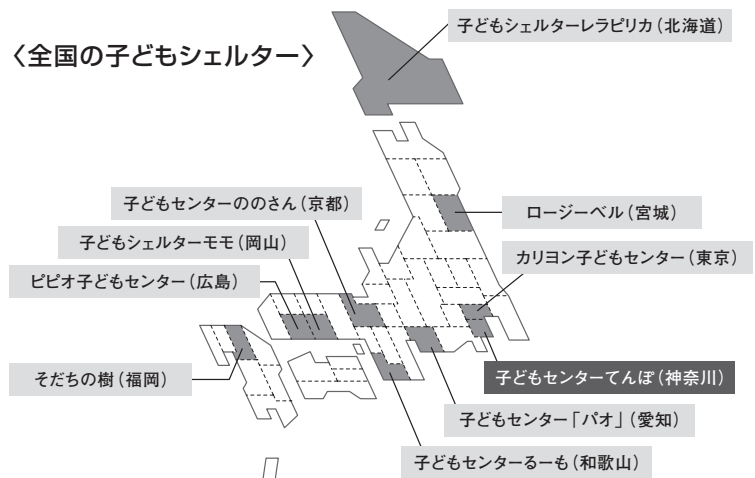 〈全国の子どもシェルター〉
子どもシェルターレラピリカ（北海道）
子どもセンターののさん（京都）
ロージーベル（宮城）
子どもシェルターモモ（岡山）
カリヨン子どもセンター（東京）
ピピオ子どもセンター（広島）
そだちの樹（福岡）
子どもセンターてんぽ（神奈川）
子どもセンター「パオ」（愛知）
子どもセンターるーも（和歌山）